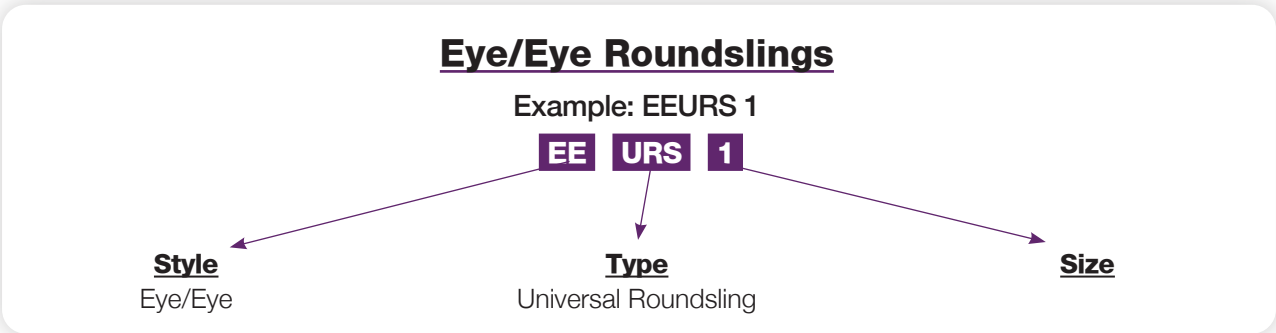 Eye/Eye Roundslings
Example: EEURS 1
EE URS 1
Style Type Size
Eye/Eye Universal Roundsling